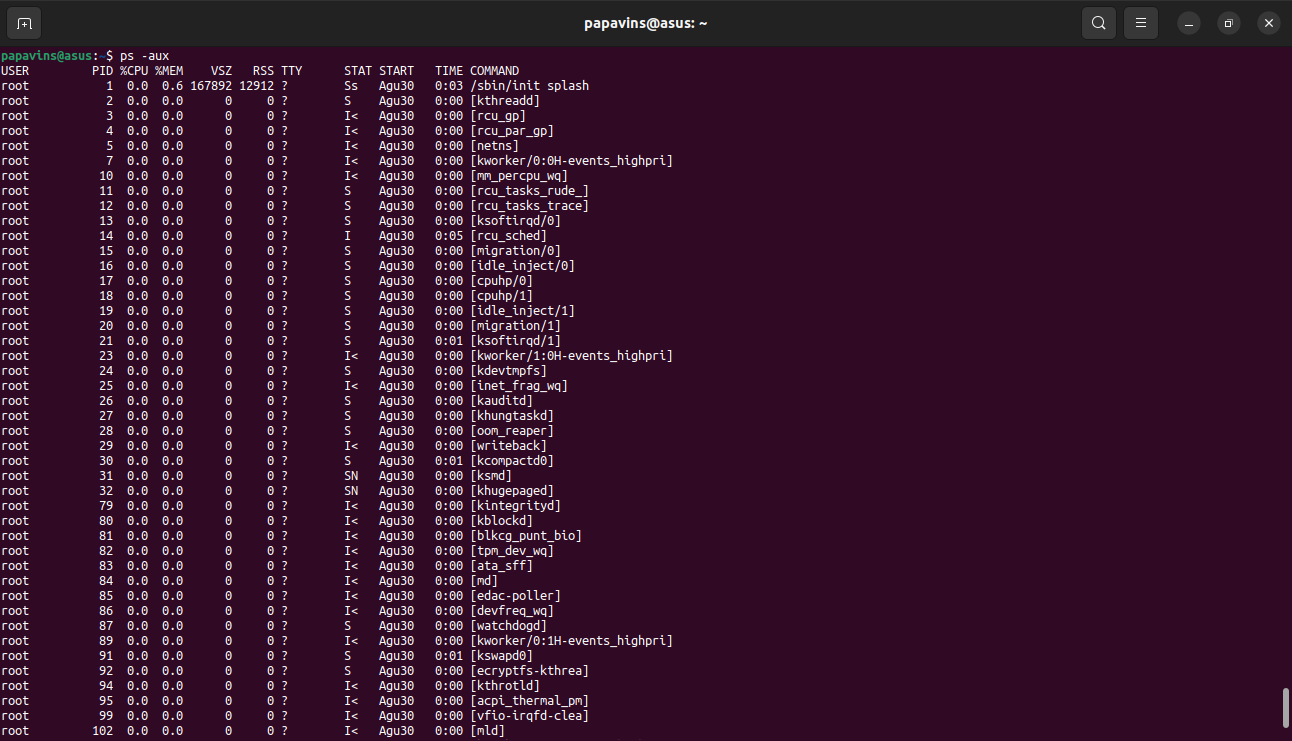 papavins@asus: ~
papavins@asus:~$ ps -aux
USER PID %CPU %MEM VSZ RSS TTY STAT START TIME COMMAND
root 1 0.0 0.6 167892 12912 ? Ss Agu30 0:03 /sbin/init splash
root 2 0.0 0.0 0 0 ? S Agu30 0:00 [kthreadd]
root 3 0.0 0.0 0 0 ? I< Agu30 0:00 [rcu_gp]
root 4 0.0 0.0 0 0 ? I< Agu30 0:00 [rcu_par_gp]
root 5 0.0 0.0 0 0 ? I< Agu30 0:00 [netns]
root 7 0.0 0.0 0 0 ? I< Agu30 0:00 [kworker/0:0H-events_highpri]
root 10 0.0 0.0 0 0 ? I< Agu30 0:00 [mm_percpu_wq]
root 11 0.0 0.0 0 0 ? S Agu30 0:00 [rcu_tasks_rude_]
root 12 0.0 0.0 0 0 ? S Agu30 0:00 [rcu_tasks_trace]
root 13 0.0 0.0 0 0 ? S Agu30 0:00 [ksoftirqd/0]
root 14 0.0 0.0 0 0 ? I Agu30 0:05 [rcu_sched]
root 15 0.0 0.0 0 0 ? S Agu30 0:00 [migration/0]
root 16 0.0 0.0 0 0 ? S Agu30 0:00 [idle_inject/0]
root 17 0.0 0.0 0 0 ? S Agu30 0:00 [cpuhp/0]
root 18 0.0 0.0 0 0 ? S Agu30 0:00 [cpuhp/1]
root 19 0.0 0.0 0 0 ? S Agu30 0:00 [idle_inject/1]
root 20 0.0 0.0 0 0 ? S Agu30 0:00 [migration/1]
root 21 0.0 0.0 0 0 ? S Agu30 0:01 [ksoftirqd/1]
root 23 0.0 0.0 0 0 ? I< Agu30 0:00 [kworker/1:0H-events_highpri]
root 24 0.0 0.0 0 0 ? S Agu30 0:00 [kdevtmpfs]
root 25 0.0 0.0 0 0 ? I< Agu30 0:00 [inet_frag_wq]
root 26 0.0 0.0 0 0 ? S Agu30 0:00 [kauditd]
root 27 0.0 0.0 0 0 ? S Agu30 0:00 [khungtaskd]
root 28 0.0 0.0 0 0 ? S Agu30 0:00 [oom_reaper]
root 29 0.0 0.0 0 0 ? I< Agu30 0:00 [writeback]
root 30 0.0 0.0 0 0 ? S Agu30 0:01 [kcompactd0]
root 31 0.0 0.0 0 0 ? SN Agu30 0:00 [ksmd]
root 32 0.0 0.0 0 0 ? SN Agu30 0:00 [khugepaged]
root 79 0.0 0.0 0 0 ? I< Agu30 0:00 [kintegrityd]
root 80 0.0 0.0 0 0 ? I< Agu30 0:00 [kblockd]
root 81 0.0 0.0 0 0 ? I< Agu30 0:00 [blkcg_punt_bio]
root 82 0.0 0.0 0 0 ? I< Agu30 0:00 [tpm_dev_wq]
root 83 0.0 0.0 0 0 ? I< Agu30 0:00 [ata_sff]
root 84 0.0 0.0 0 0 ? I< Agu30 0:00 [md]
root 85 0.0 0.0 0 0 ? I< Agu30 0:00 [edac-poller]
root 86 0.0 0.0 0 0 ? I< Agu30 0:00 [devfreq_wq]
root 87 0.0 0.0 0 0 ? S Agu30 0:00 [watchdogd]
root 89 0.0 0.0 0 0 ? I< Agu30 0:00 [kworker/0:1H-events_highpri]
root 91 0.0 0.0 0 0 ? S Agu30 0:01 [kswapd0]
root 92 0.0 0.0 0 0 ? S Agu30 0:00 [ecryptfs-kthrea]
root 94 0.0 0.0 0 0 ? I< Agu30 0:00 [kthrotld]
root 95 0.0 0.0 0 0 ? I< Agu30 0:00 [acpi_thermal_pm]
root 99 0.0 0.0 0 0 ? I< Agu30 0:00 [vfio-irqfd-clea]
root 102 0.0 0.0 0 0 ? I< Agu30 0:00 [mld]